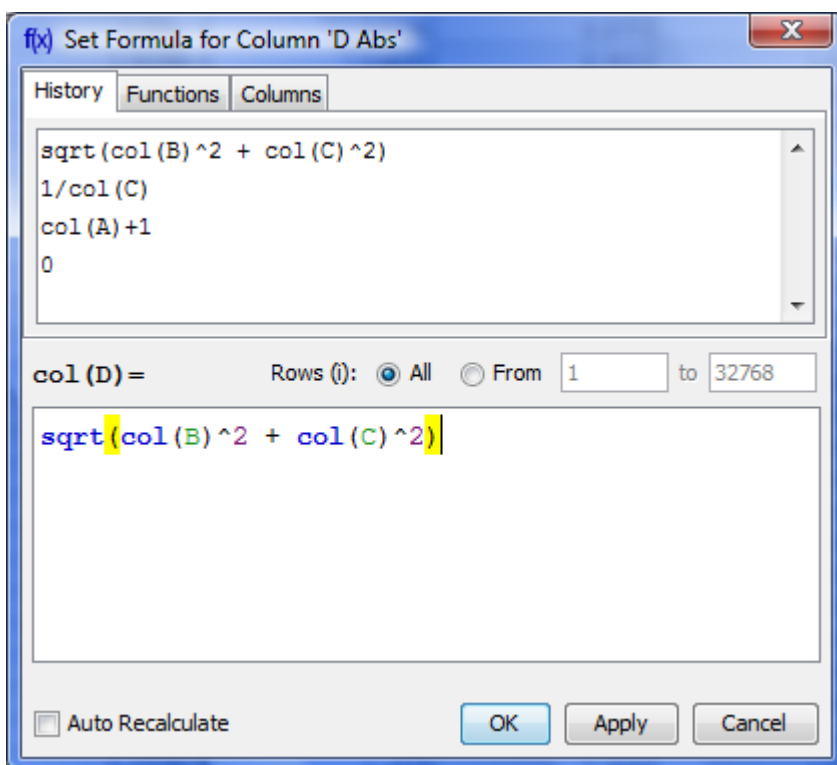 f(x) Set Formula for Column 'D Abs'
History Functions Columns
sqrt(col(B)^2 + col(C)^2)
1/col(C)
col(A)+1
0
col(D)= Rows (i): All From 1 to 32768
sqrt(col(B)^2 + col(C)^2)
Auto Recalculate OK Apply Cancel